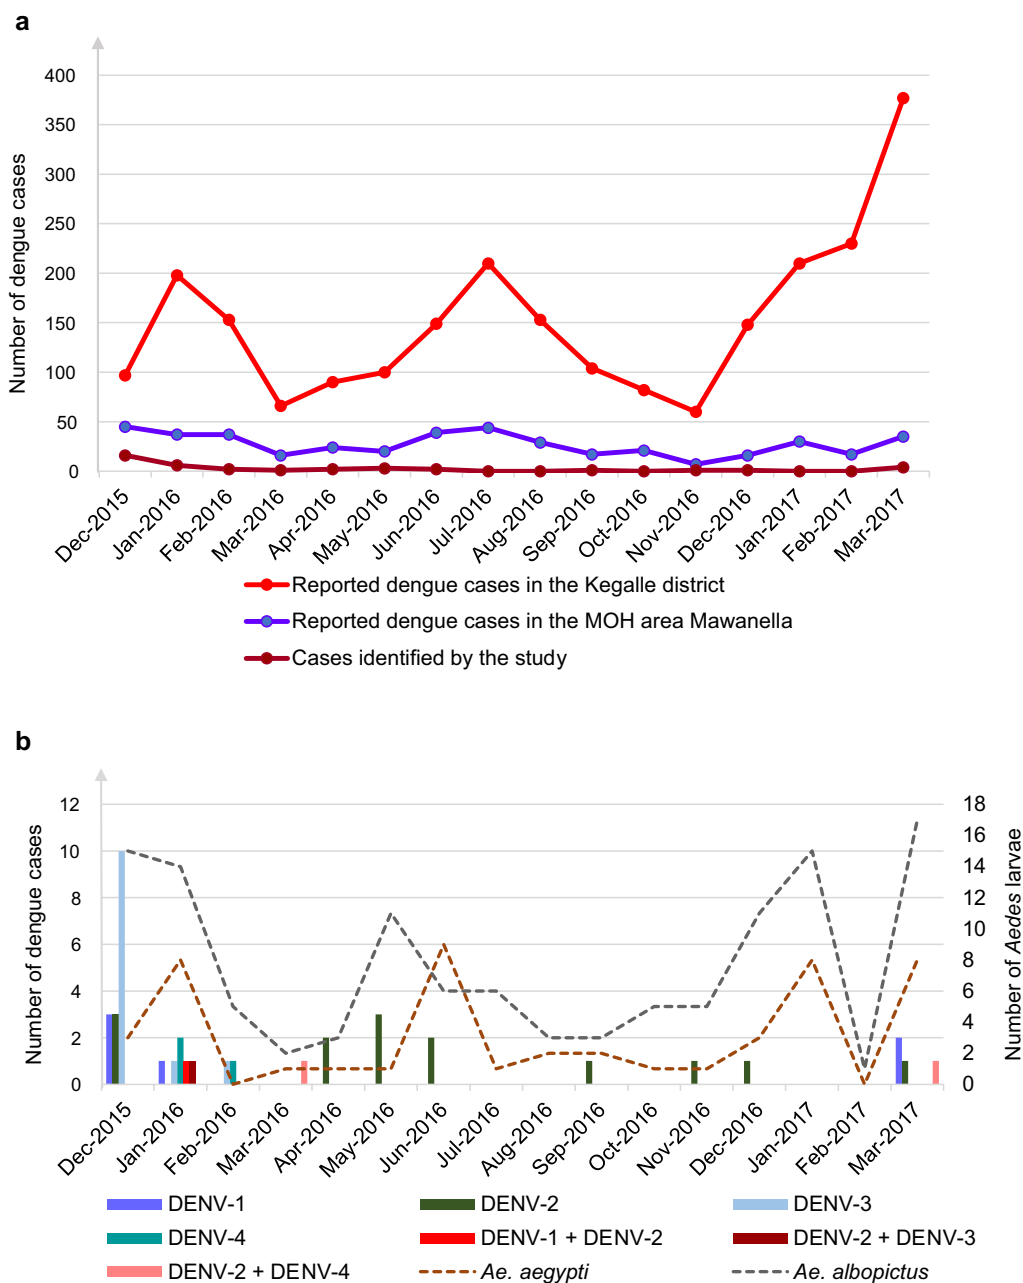 a
Number of dengue cases
400
350
300
250
200
150
100
50
0
Dec-2015
Jan-2016
Feb-2016
Mar-2016
Apr-2016
May-2016
Jun-2016
Jul-2016
Aug-2016
Sep-2016
Oct-2016
Nov-2016
Dec-2016
Jan-2017
Feb-2017
Mar-2017
Reported dengue cases in the Kegalle district
Reported dengue cases in the MOH area Mawanella
Cases identified by the study
b
Number of dengue cases
12
10
8
6
4
2
0
18
16
14
12
10
8
6
4
2
0
Number of Aedes larvae
Dec-2015
Jan-2016
Feb-2016
Mar-2016
Apr-2016
May-2016
Jun-2016
Jul-2016
Aug-2016
Sep-2016
Oct-2016
Nov-2016
Dec-2016
Jan-2017
Feb-2017
Mar-2017
DENV-1 DENV-2 DENV-3
DENV-4 DENV-1 + DENV-2 DENV-2 + DENV-3
DENV-2 + DENV-4 Ae. aegypti Ae. albopictus